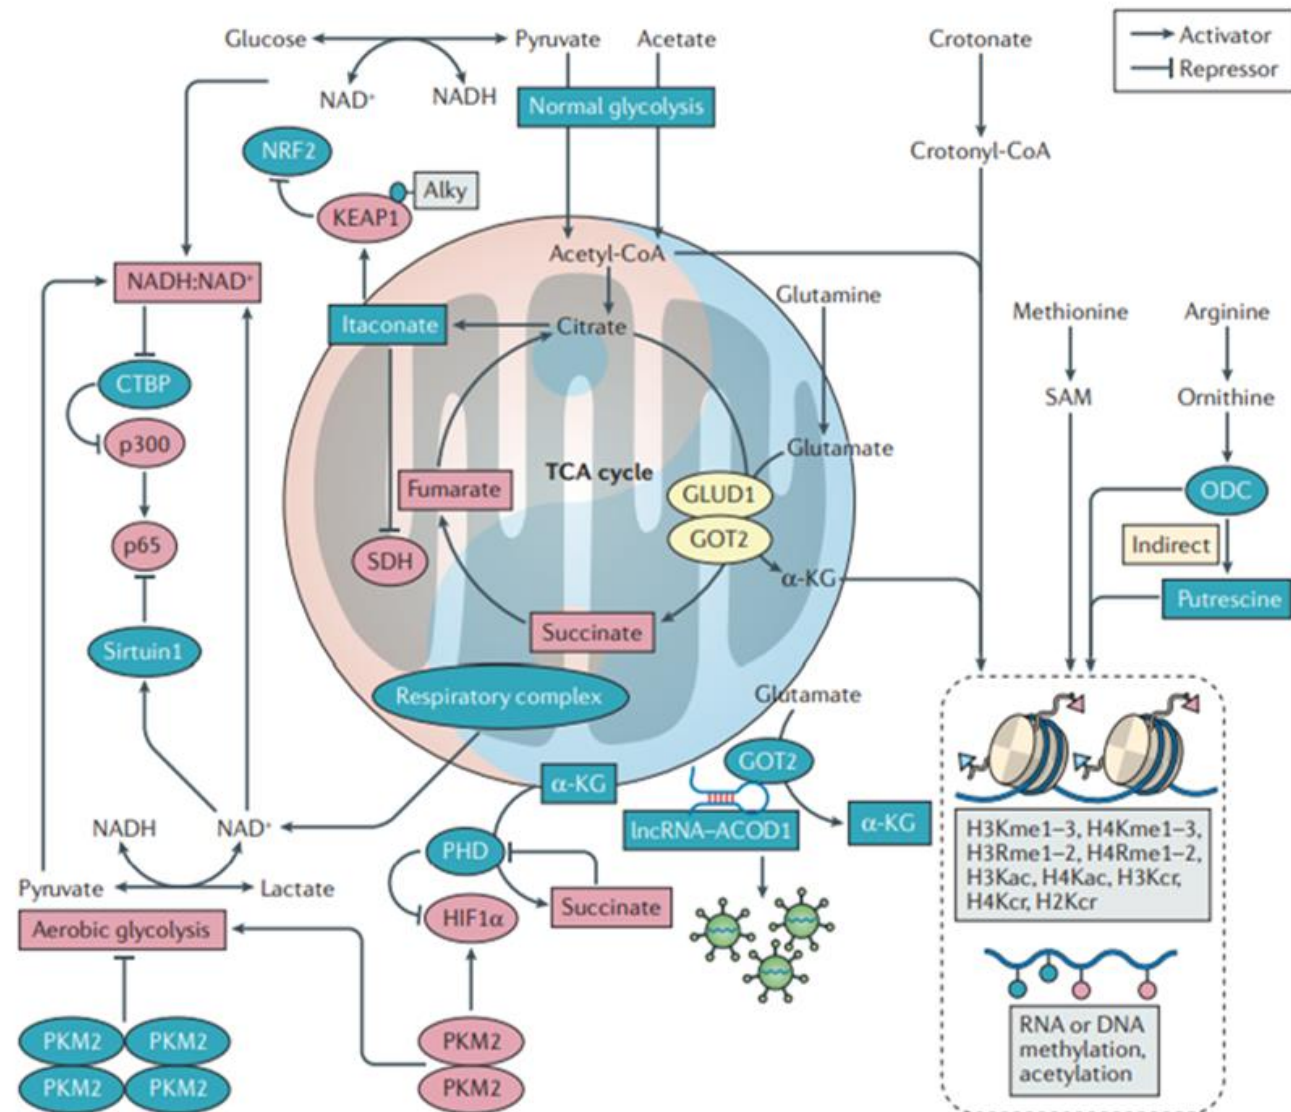 Glucose
Pyruvate
Acetate
Crotonate
Activator
Repressor
NAD⁺
NADH
Normal glycolysis
NRF2
Alky
KEAP1
Crotonyl-CoA
Acetyl-CoA
NADH:NAD⁺
Itaconate
Citrate
Glutamine
Methionine
Arginine
CTBP
SAM
Ornithine
p300
Glutamate
TCA cycle
Fumarate
GLUD1
ODC
GOT2
p65
SDH
Indirect
α-KG
Putrescine
Succinate
Sirtuin1
Respiratory complex
Glutamate
GOT2
α-KG
NADH
NAD⁺
lncRNA–ACOD1
α-KG
PHD
Pyruvate
Lactate
Succinate
HIF1α
Aerobic glycolysis
H3Kme1–3, H4Kme1–3,
H3Rme1–2, H4Rme1–2,
H3Kac, H4Kac, H3Kcr,
H4Kcr, H2Kcr
PKM2
PKM2
PKM2
PKM2
PKM2
PKM2
RNA or DNA
methylation,
acetylation